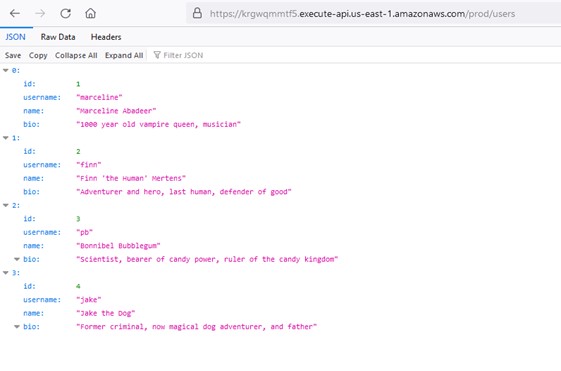 https://krgwqmmtf5.execute-api.us-east-1.amazonaws.com/prod/users
JSON Raw Data Headers
Save Copy Collapse All Expand All Filter JSON
0:
id: 1
username: "marceline"
name: "Marceline Abadeer"
bio: "1000 year old vampire queen, musician"
1:
id: 2
username: "finn"
name: "Finn 'the Human' Mertens"
bio: "Adventurer and hero, last human, defender of good"
2:
id: 3
username: "pb"
name: "Bonnibel Bubblegum"
bio: "Scientist, bearer of candy power, ruler of the candy kingdom"
3:
id: 4
username: "jake"
name: "Jake the Dog"
bio: "Former criminal, now magical dog adventurer, and father"